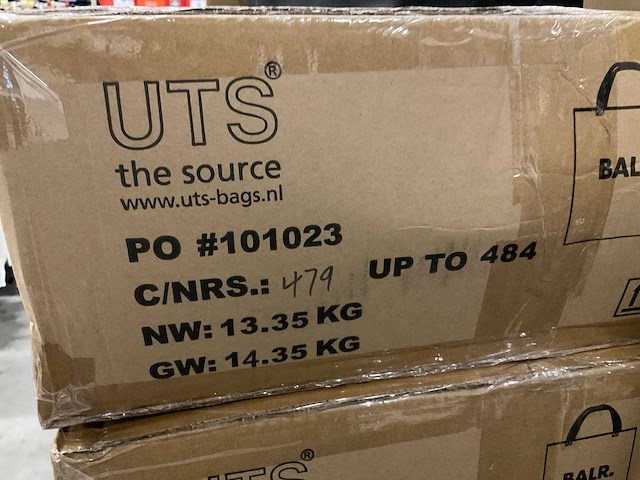 UTS®
the source
www.uts-bags.nl
PO #101023
C/NRS.: 479 UP TO 484
NW: 13.35 KG
GW: 14.35 KG
BAL
UTS®
BALR.